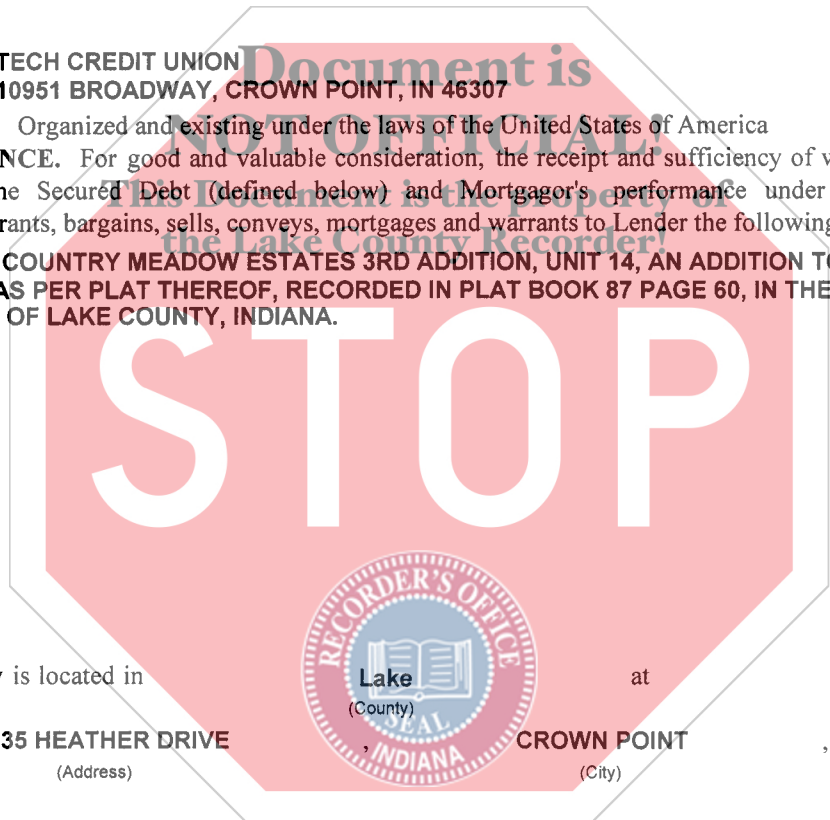 TECH CREDIT UNION
10951 BROADWAY, CROWN POINT, IN 46307
Organized and existing under the laws of the United States of America
NCE. For good and valuable consideration, the receipt and sufficiency of
Secured Debt (defined below) and Mortgagor's performance under
rants, bargains, sells, conveys, mortgages and warrants to Lender the following
COUNTRY MEADOW ESTATES 3RD ADDITION, UNIT 14, AN ADDITION TO
AS PER PLAT THEREOF, RECORDED IN PLAT BOOK 87 PAGE 60, IN THE
OF LAKE COUNTY, INDIANA.
Document is
NOT OFFICIAL!
This Document is the property of
the Lake County Recorder!
STOP
RECORDER'S OFFICE
SEAL
INDIANA
is located in Lake at
(County)
35 HEATHER DRIVE , CROWN POINT ,
(Address) (City)